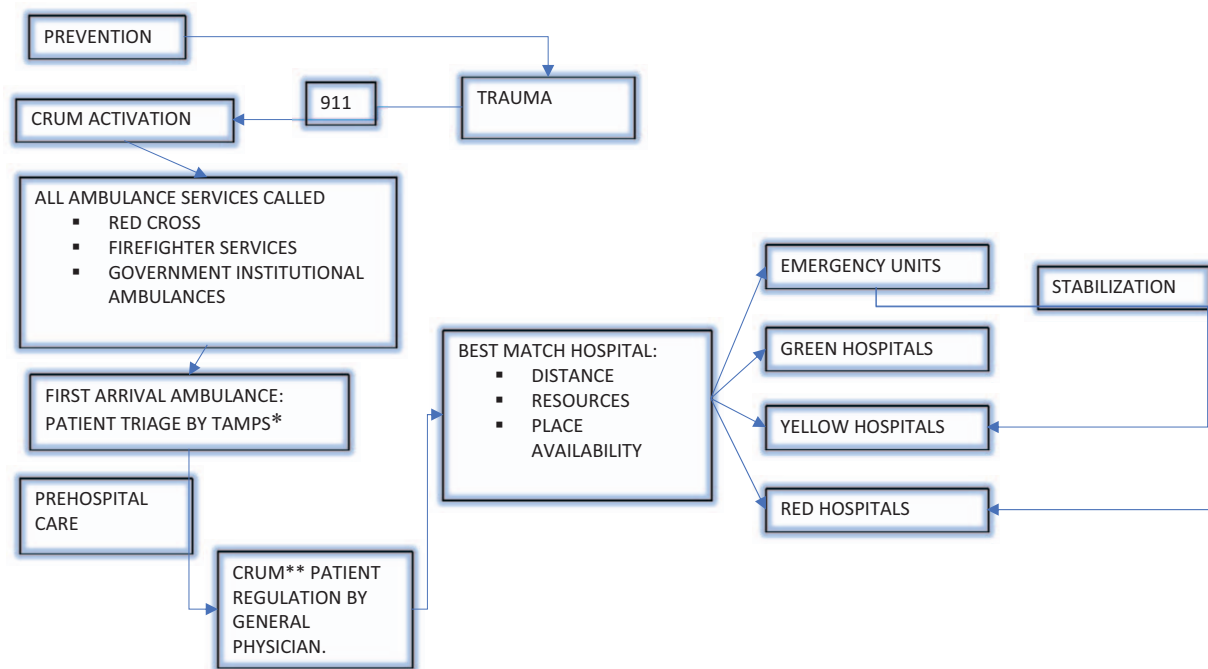 PREVENTION
TRAUMA
911
CRUM ACTIVATION
ALL AMBULANCE SERVICES CALLED
▪ RED CROSS
▪ FIREFIGHTER SERVICES
▪ GOVERNMENT INSTITUTIONAL
AMBULANCES
FIRST ARRIVAL AMBULANCE:
PATIENT TRIAGE BY TAMPS*
PREHOSPITAL
CARE
CRUM** PATIENT
REGULATION BY
GENERAL
PHYSICIAN.
BEST MATCH HOSPITAL:
▪ DISTANCE
▪ RESOURCES
▪ PLACE
AVAILABILITY
EMERGENCY UNITS
STABILIZATION
GREEN HOSPITALS
YELLOW HOSPITALS
RED HOSPITALS